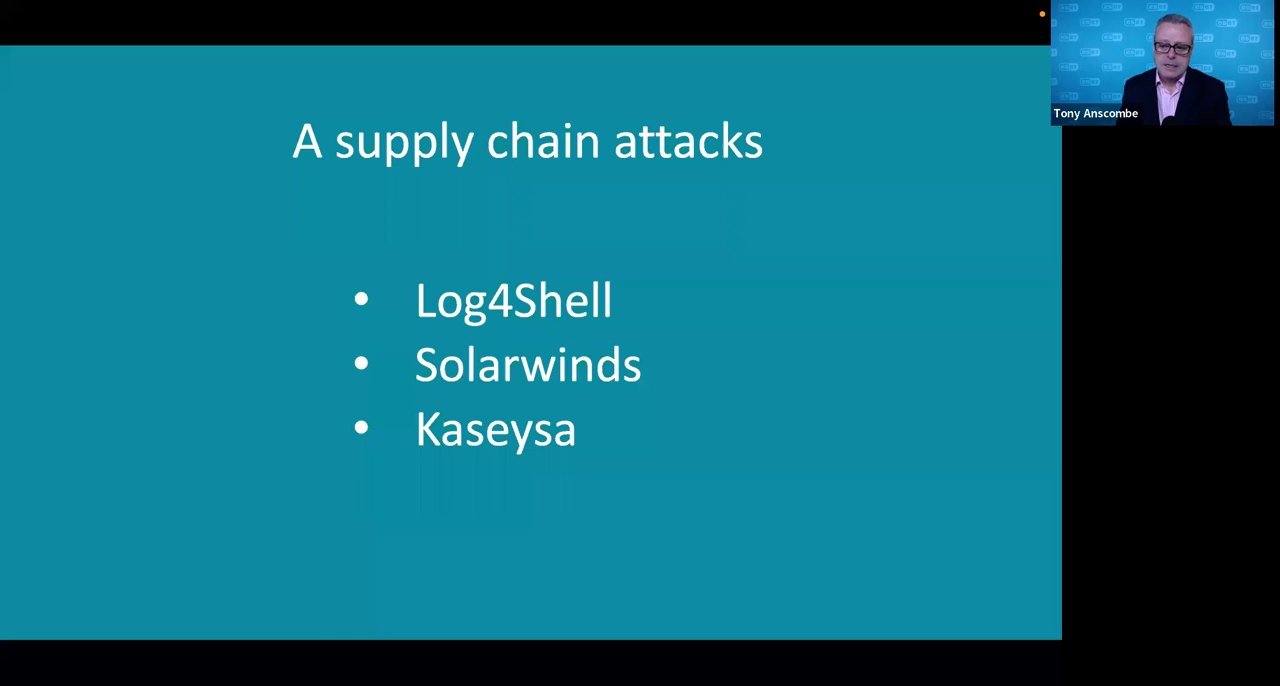 A supply chain attacks
• Log4Shell
• Solarwinds
• Kaseysa
Tony Anscombe